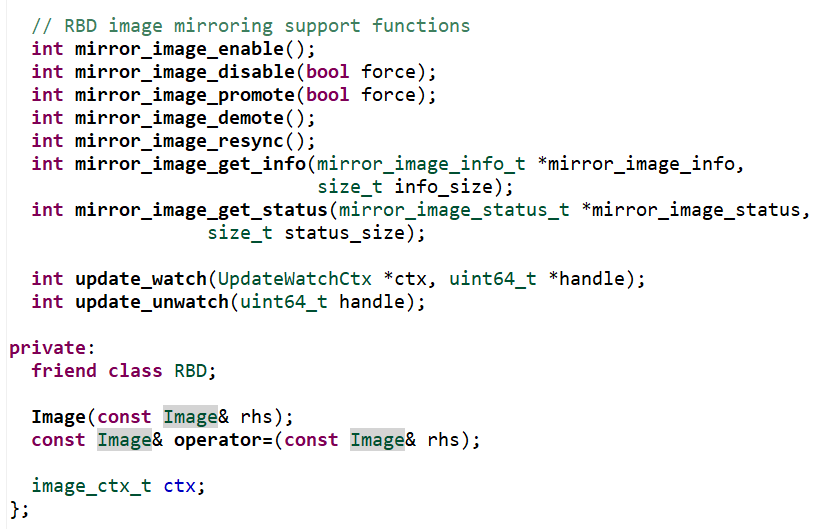 // RBD image mirroring support functions
int mirror_image_enable();
int mirror_image_disable(bool force);
int mirror_image_promote(bool force);
int mirror_image_demote();
int mirror_image_resync();
int mirror_image_get_info(mirror_image_info_t *mirror_image_info,
size_t info_size);
int mirror_image_get_status(mirror_image_status_t *mirror_image_status,
size_t status_size);
int update_watch(UpdateWatchCtx *ctx, uint64_t *handle);
int update_unwatch(uint64_t handle);
private:
friend class RBD;
Image(const Image& rhs);
const Image& operator=(const Image& rhs);
image_ctx_t ctx;
};